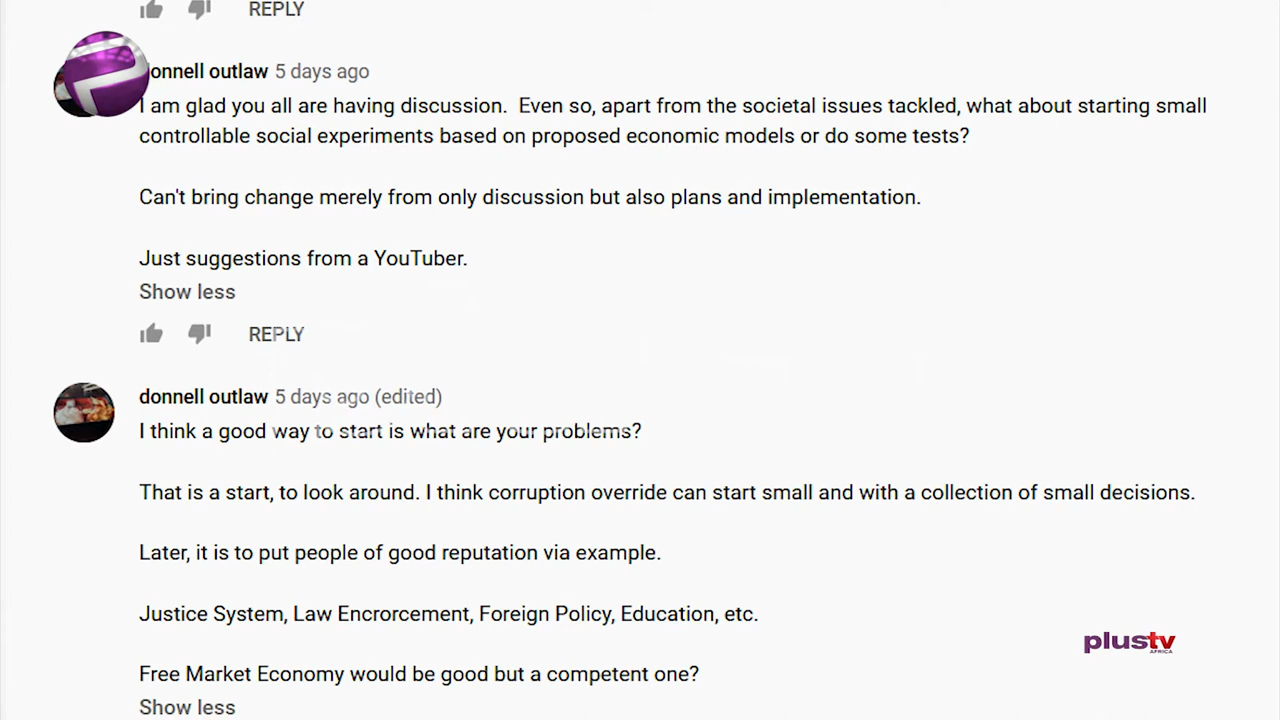 REPLY
donnell outlaw 5 days ago
I am glad you all are having discussion.  Even so, apart from the societal issues tackled, what about starting small
controllable social experiments based on proposed economic models or do some tests?
Can't bring change merely from only discussion but also plans and implementation.
Just suggestions from a YouTuber.
Show less
REPLY
donnell outlaw 5 days ago (edited)
I think a good way to start is what are your problems?
That is a start, to look around. I think corruption override can start small and with a collection of small decisions.
Later, it is to put people of good reputation via example.
Justice System, Law Encrorcement, Foreign Policy, Education, etc.
plustv
AFRICA
Free Market Economy would be good but a competent one?
Show less